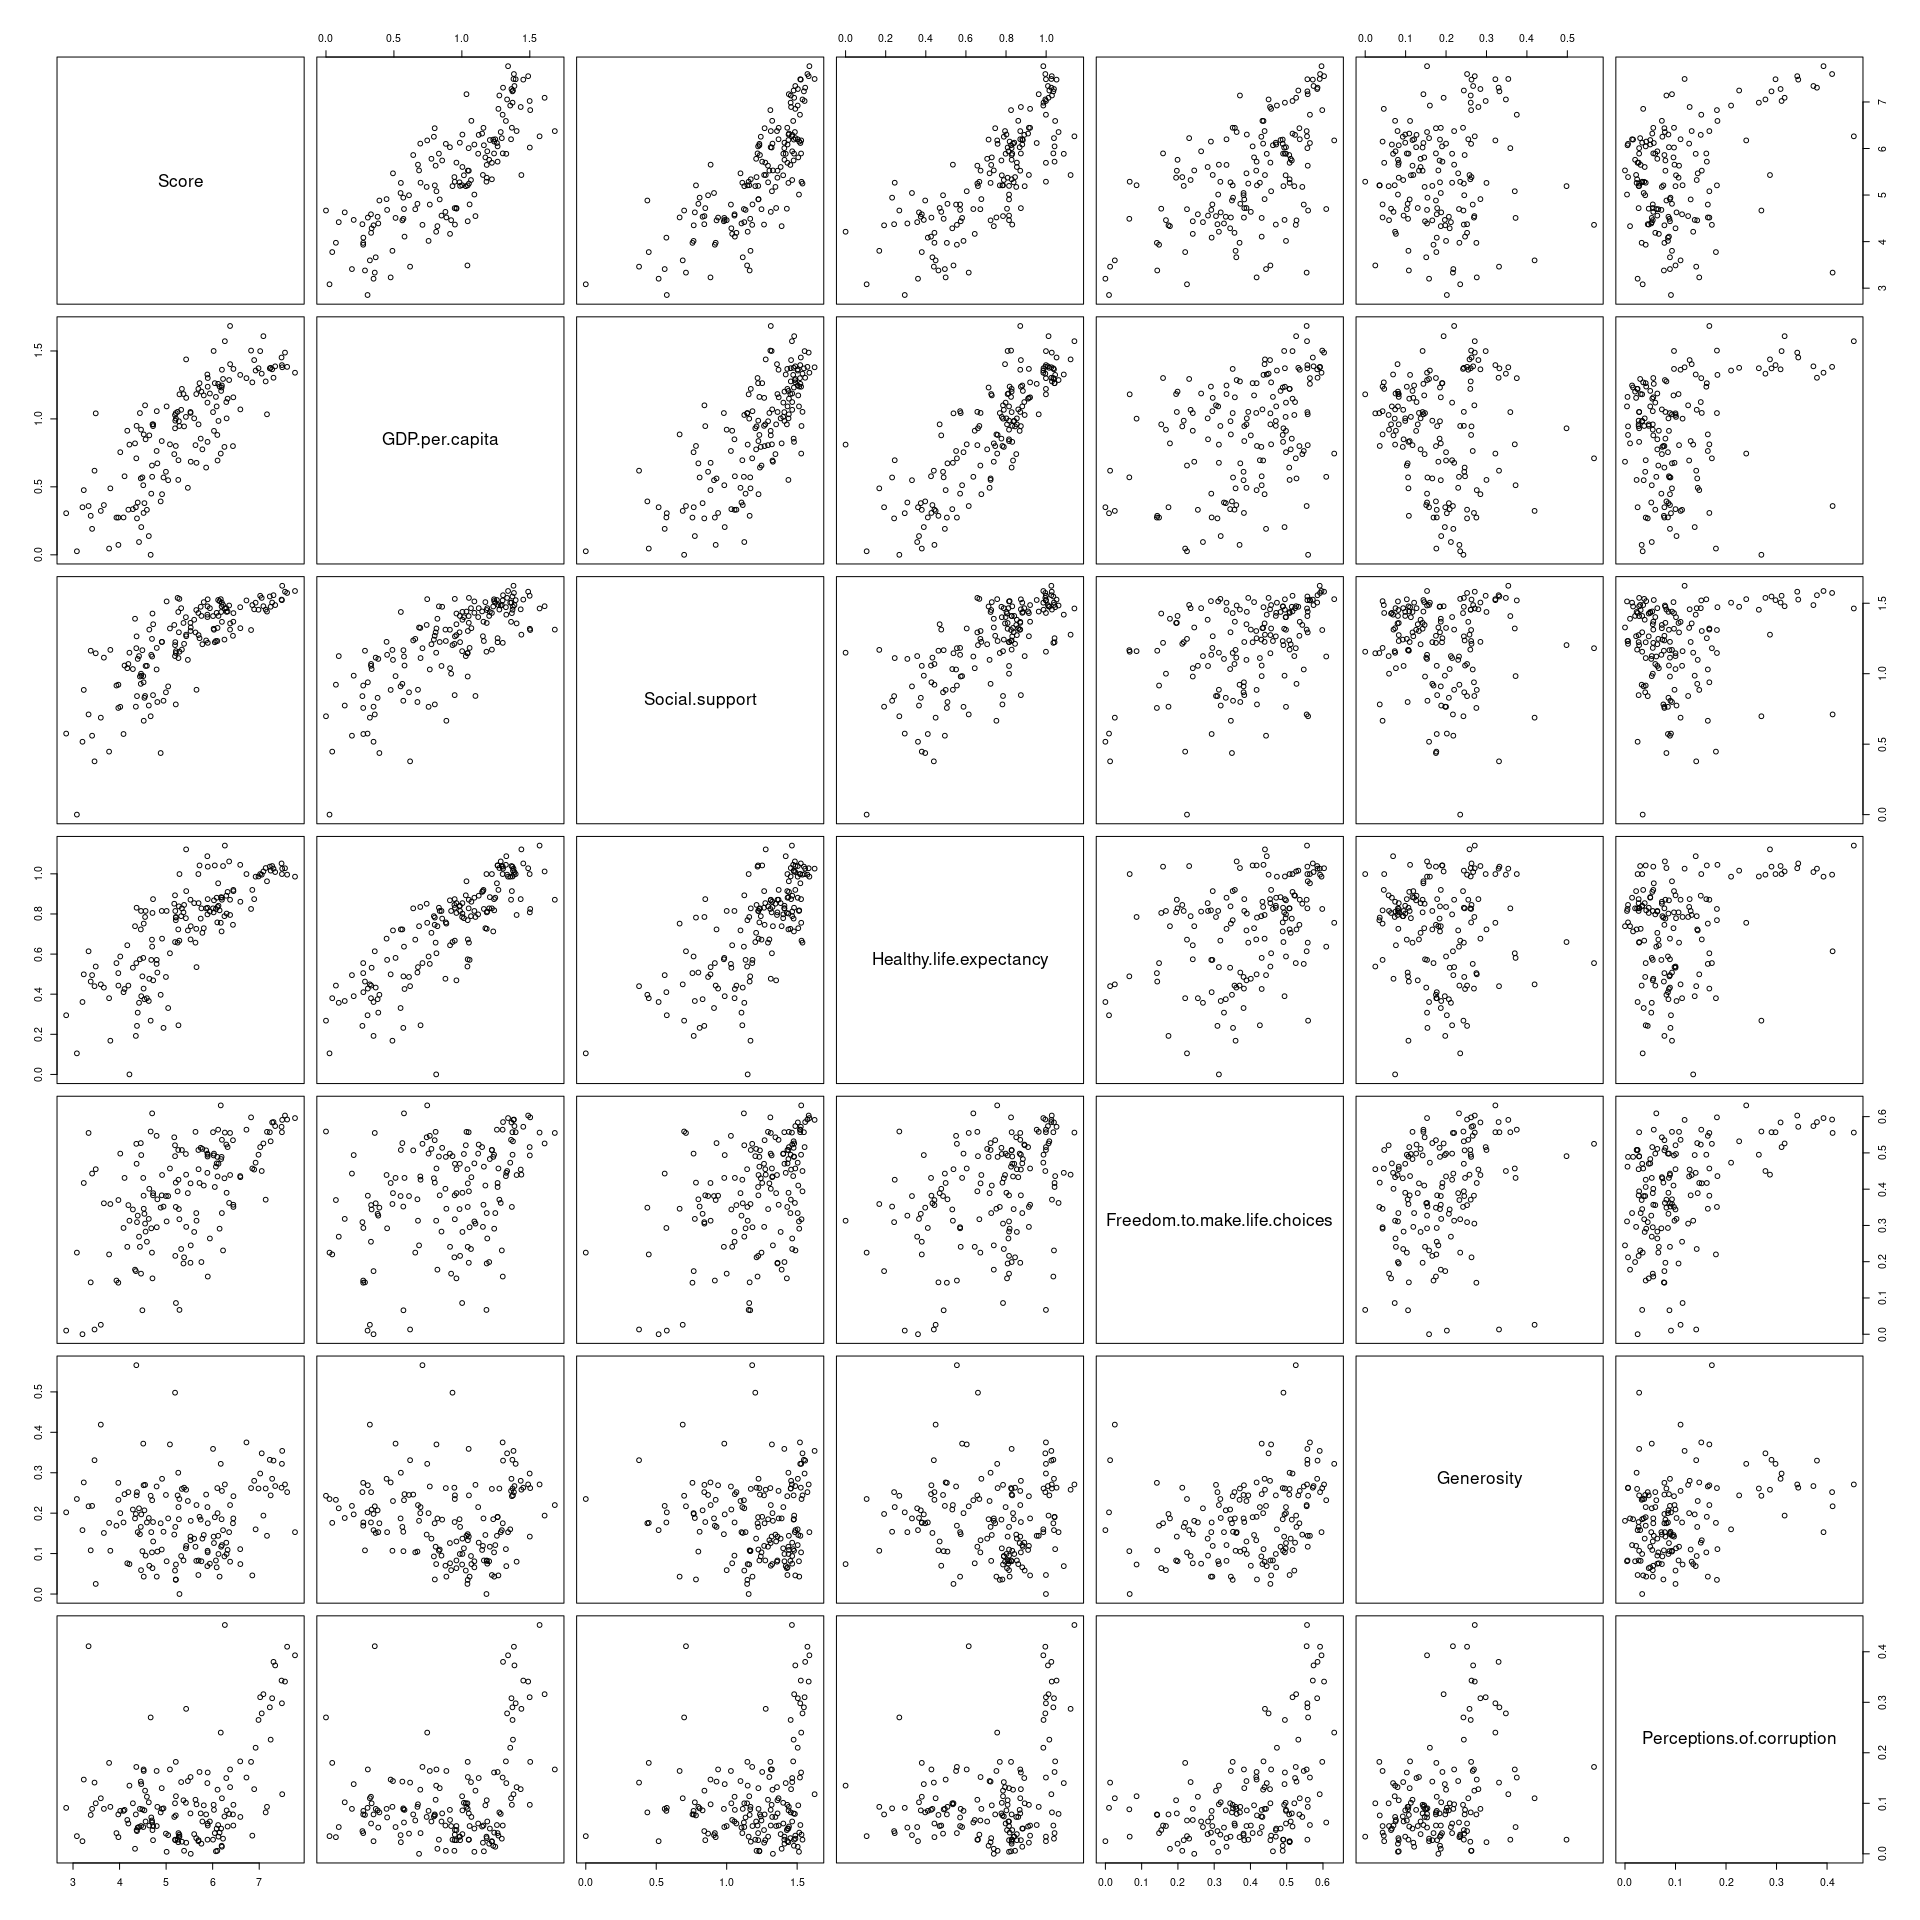 0.0 0.5 1.0 1.5
0.0 0.2 0.4 0.6 0.8 1.0
0.0 0.1 0.2 0.3 0.4 0.5
Score
3 4 5 6 7
0.0 0.5 1.0 1.5
GDP.per.capita
Social.support
0.0 0.5 1.0 1.5
0.0 0.2 0.4 0.6 0.8 1.0
Healthy.life.expectancy
Freedom.to.make.life.choices
0.0 0.1 0.2 0.3 0.4 0.5 0.6
0.0 0.1 0.2 0.3 0.4 0.5
Generosity
Perceptions.of.corruption
0.0 0.1 0.2 0.3 0.4
3 4 5 6 7
0.0 0.5 1.0 1.5
0.0 0.1 0.2 0.3 0.4 0.5 0.6
0.0 0.1 0.2 0.3 0.4